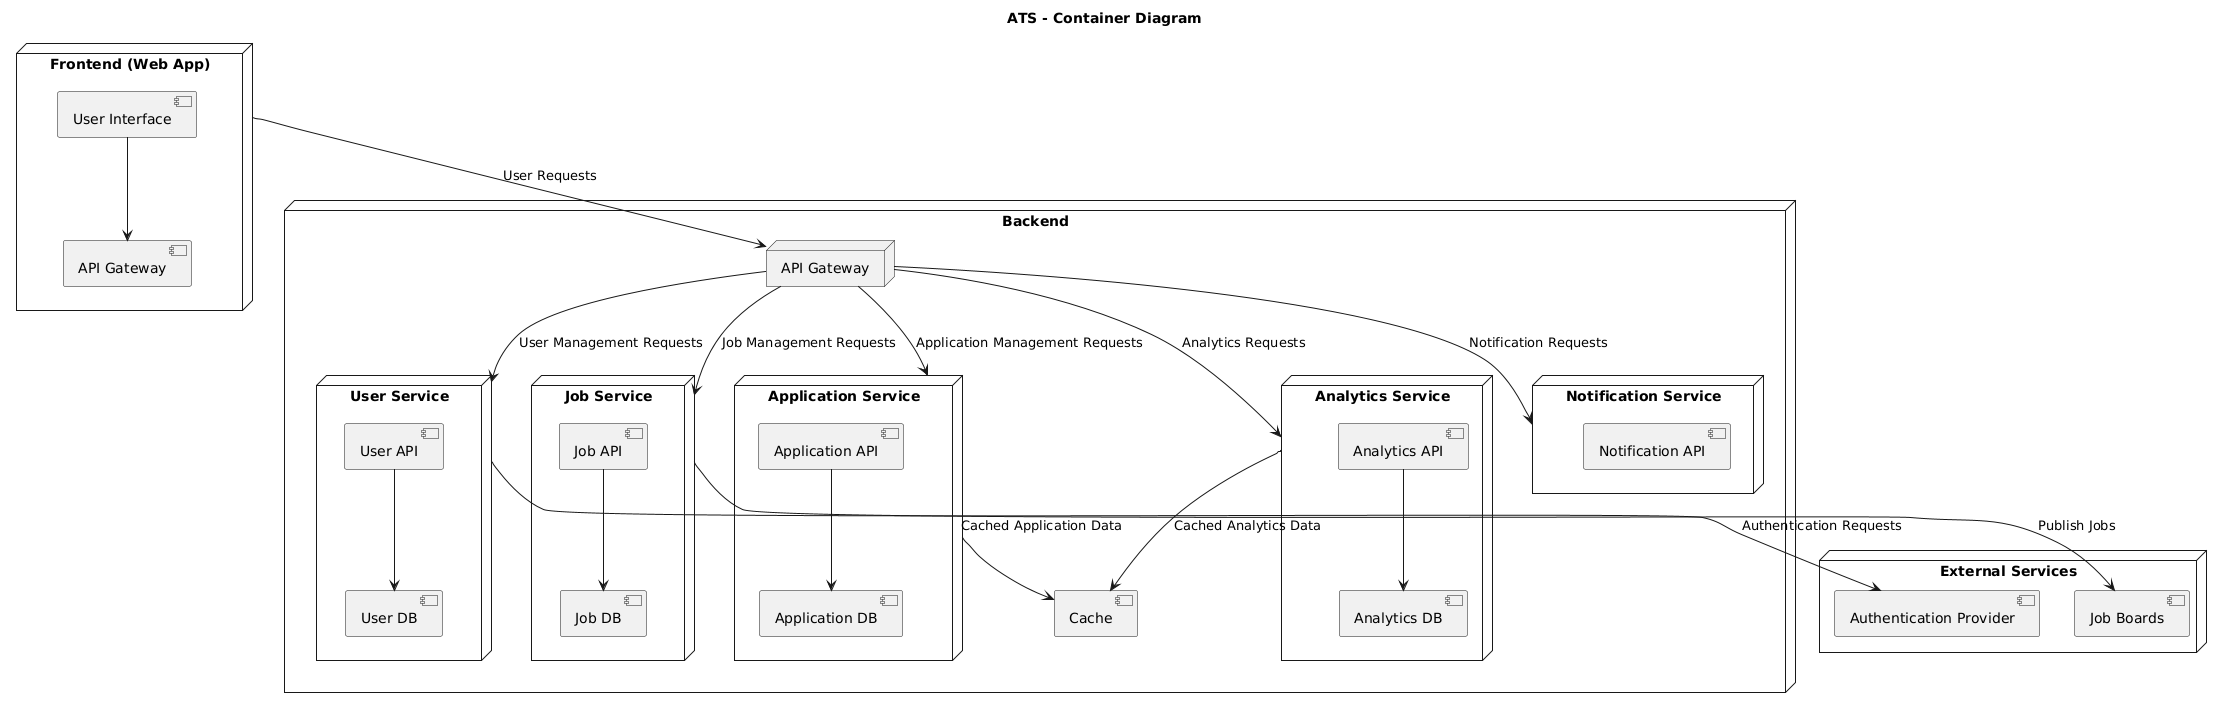 ATS - Container Diagram
Frontend (Web App)
User Interface
API Gateway
User Requests
Backend
API Gateway
User Management Requests
Job Management Requests
Application Management Requests
Analytics Requests
Notification Requests
User Service
Job Service
Application Service
Analytics Service
Notification Service
User API
Job API
Application API
Analytics API
Notification API
Cached Application Data
Cached Analytics Data
Authentication Requests
Publish Jobs
External Services
User DB
Job DB
Application DB
Cache
Analytics DB
Authentication Provider
Job Boards